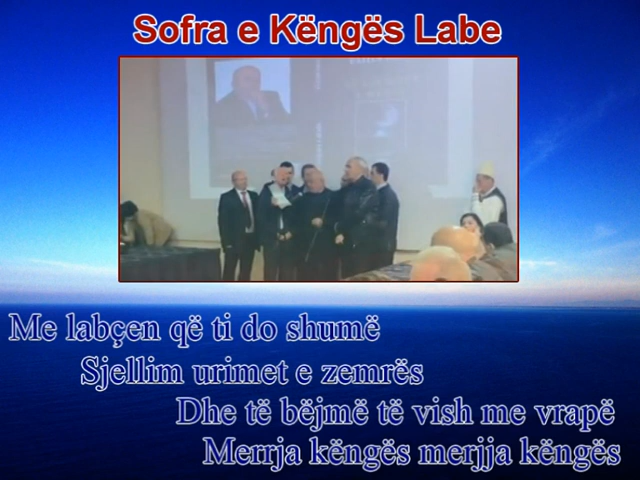 Sofra e Këngës Labe
Me labçen që ti do shumë
Sjellim urimet e zemrës
Dhe të bëjmë të vish me vrapë
Merrja këngës merjja këngës